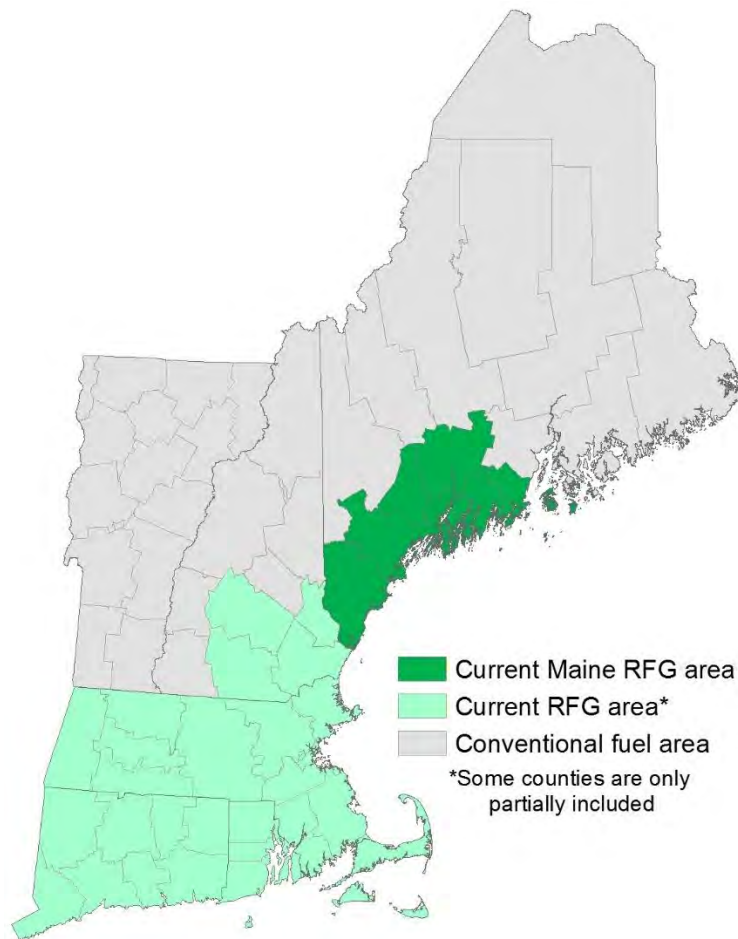 Current Maine RFG area
Current RFG area*
Conventional fuel area
*Some counties are only
partially included